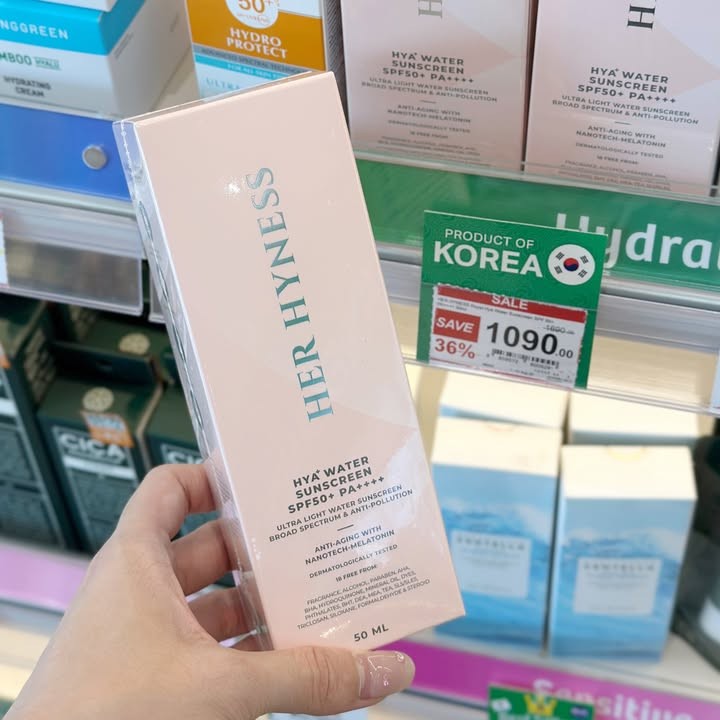 NGGREEN
MBOO HYALU
HYDRATING
CREAM
50+
HYDRO
PROTECT
HYA⁺ WATER
SUNSCREEN
SPF50+ PA++++
ULTRA LIGHT WATER SUNSCREEN
BROAD SPECTRUM & ANTI-POLLUTION
ANTI-AGING WITH
NANOTECH-MELATONIN
DERMATOLOGICALLY TESTED
18 FREE FROM:
HYA⁺ WATER
SUNSCREEN
SPF50+ PA++++
ULTRA LIGHT WATER SUNSCREEN
BROAD SPECTRUM & ANTI-POLLUTION
ANTI-AGING WITH
NANOTECH-MELATONIN
DERMATOLOGICALLY TESTED
18 FREE FROM:
HER HYNESS
HYA⁺ WATER
SUNSCREEN
SPF50+ PA++++
ULTRA LIGHT WATER SUNSCREEN
BROAD SPECTRUM & ANTI-POLLUTION
ANTI-AGING WITH
NANOTECH-MELATONIN
DERMATOLOGICALLY TESTED
18 FREE FROM:
FRAGRANCE, ALCOHOL, PARABEN, AHA,
BHA, HYDROQUINONE, MINERAL OIL, DYES,
PHTHALATES, BHT, DEA, MEA, TEA, SLS/SLES,
TRICLOSAN, SILOXANE, FORMALDEHYDE & STEROID
50 ML
Hydra
PRODUCT OF
KOREA
SALE
SAVE
36%
1690
1090.00
CICA
Sensitive